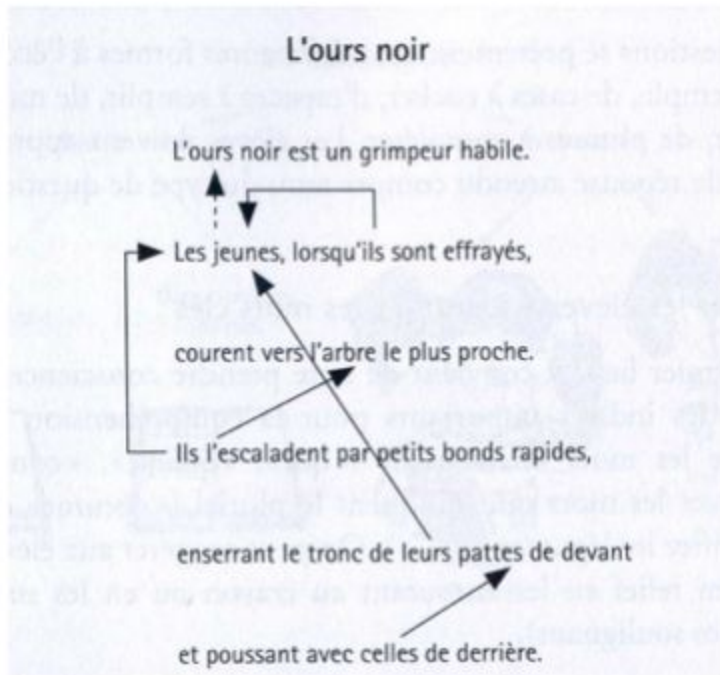 L'ours noir
L'ours noir est un grimpeur habile.
Les jeunes, lorsqu'ils sont effrayés,
courent vers l'arbre le plus proche.
Ils l'escaladent par petits bonds rapides,
enserrant le tronc de leurs pattes de devant
et poussant avec celles de derrière.